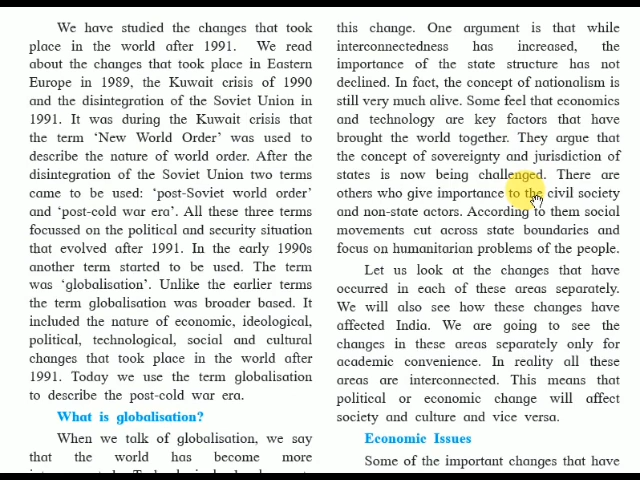 We have studied the changes that took
place in the world after 1991. We read
about the changes that took place in Eastern
Europe in 1989, the Kuwait crisis of 1990
and the disintegration of the Soviet Union in
1991. It was during the Kuwait crisis that
the term ‘New World Order’ was used to
describe the nature of world order. After the
disintegration of the Soviet Union two terms
came to be used: ‘post-Soviet world order’
and ‘post-cold war era’. All these three terms
focussed on the political and security situation
that evolved after 1991. In the early 1990s
another term started to be used. The term
was ‘globalisation’. Unlike the earlier terms
the term globalisation was broader based. It
included the nature of economic, ideological,
political, technological, social and cultural
changes that took place in the world after
1991. Today we use the term globalisation
to describe the post-cold war era.
What is globalisation?
When we talk of globalisation, we say
that the world has become more
this change. One argument is that while
interconnectedness has increased, the
importance of the state structure has not
declined. In fact, the concept of nationalism is
still very much alive. Some feel that economics
and technology are key factors that have
brought the world together. They argue that
the concept of sovereignty and jurisdiction of
states is now being challenged. There are
others who give importance to the civil society
and non-state actors. According to them social
movements cut across state boundaries and
focus on humanitarian problems of the people.
Let us look at the changes that have
occurred in each of these areas separately.
We will also see how these changes have
affected India. We are going to see the
changes in these areas separately only for
academic convenience. In reality all these
areas are interconnected. This means that
political or economic change will affect
society and culture and vice versa.
Economic Issues
Some of the important changes that have